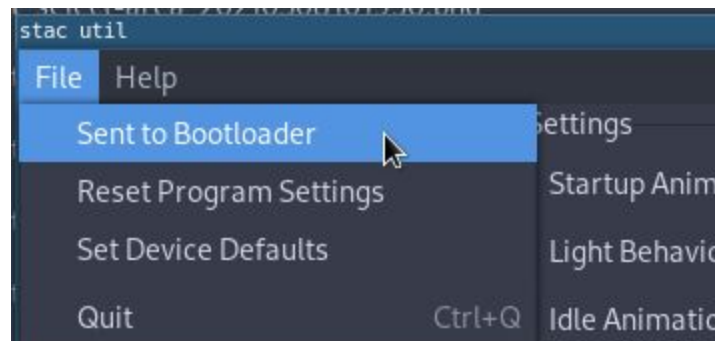 stac util
File Help
Sent to Bootloader
Settings
Reset Program Settings
Startup Anim
Set Device Defaults
Light Behavio
Quit Ctrl+Q
Idle Animatio